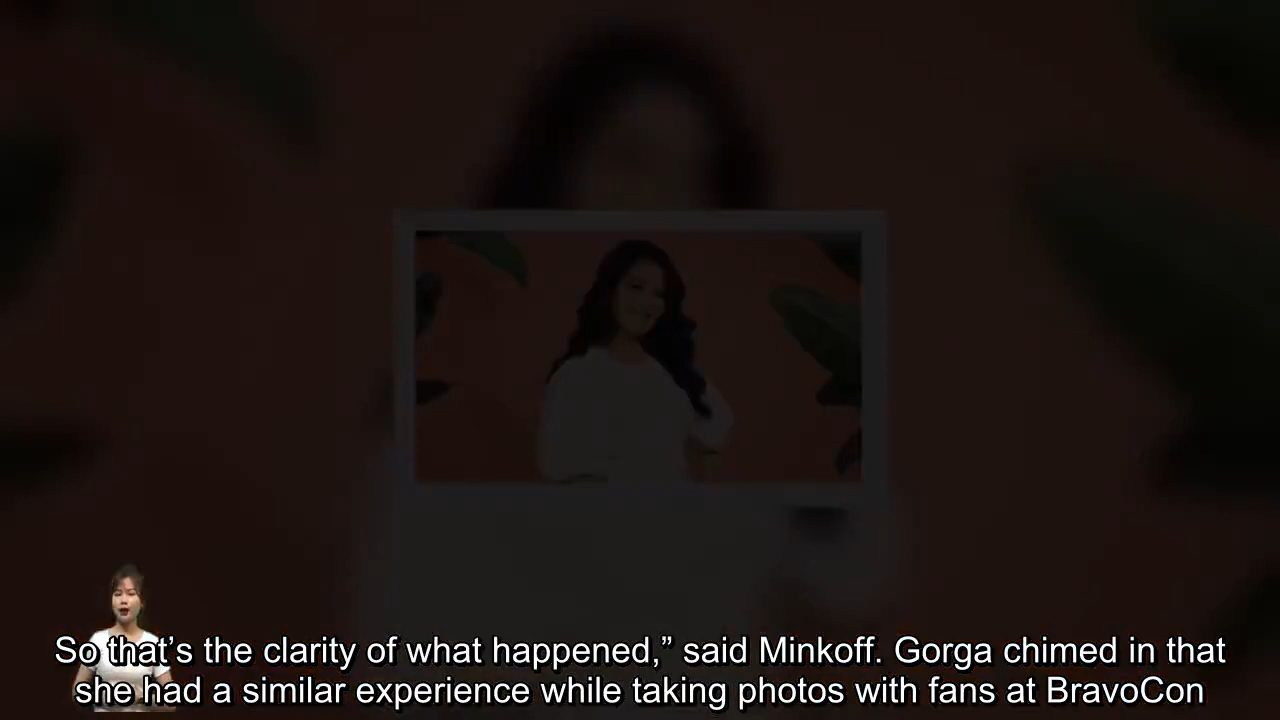 So that’s the clarity of what happened,” said Minkoff. Gorga chimed in that
she had a similar experience while taking photos with fans at BravoCon